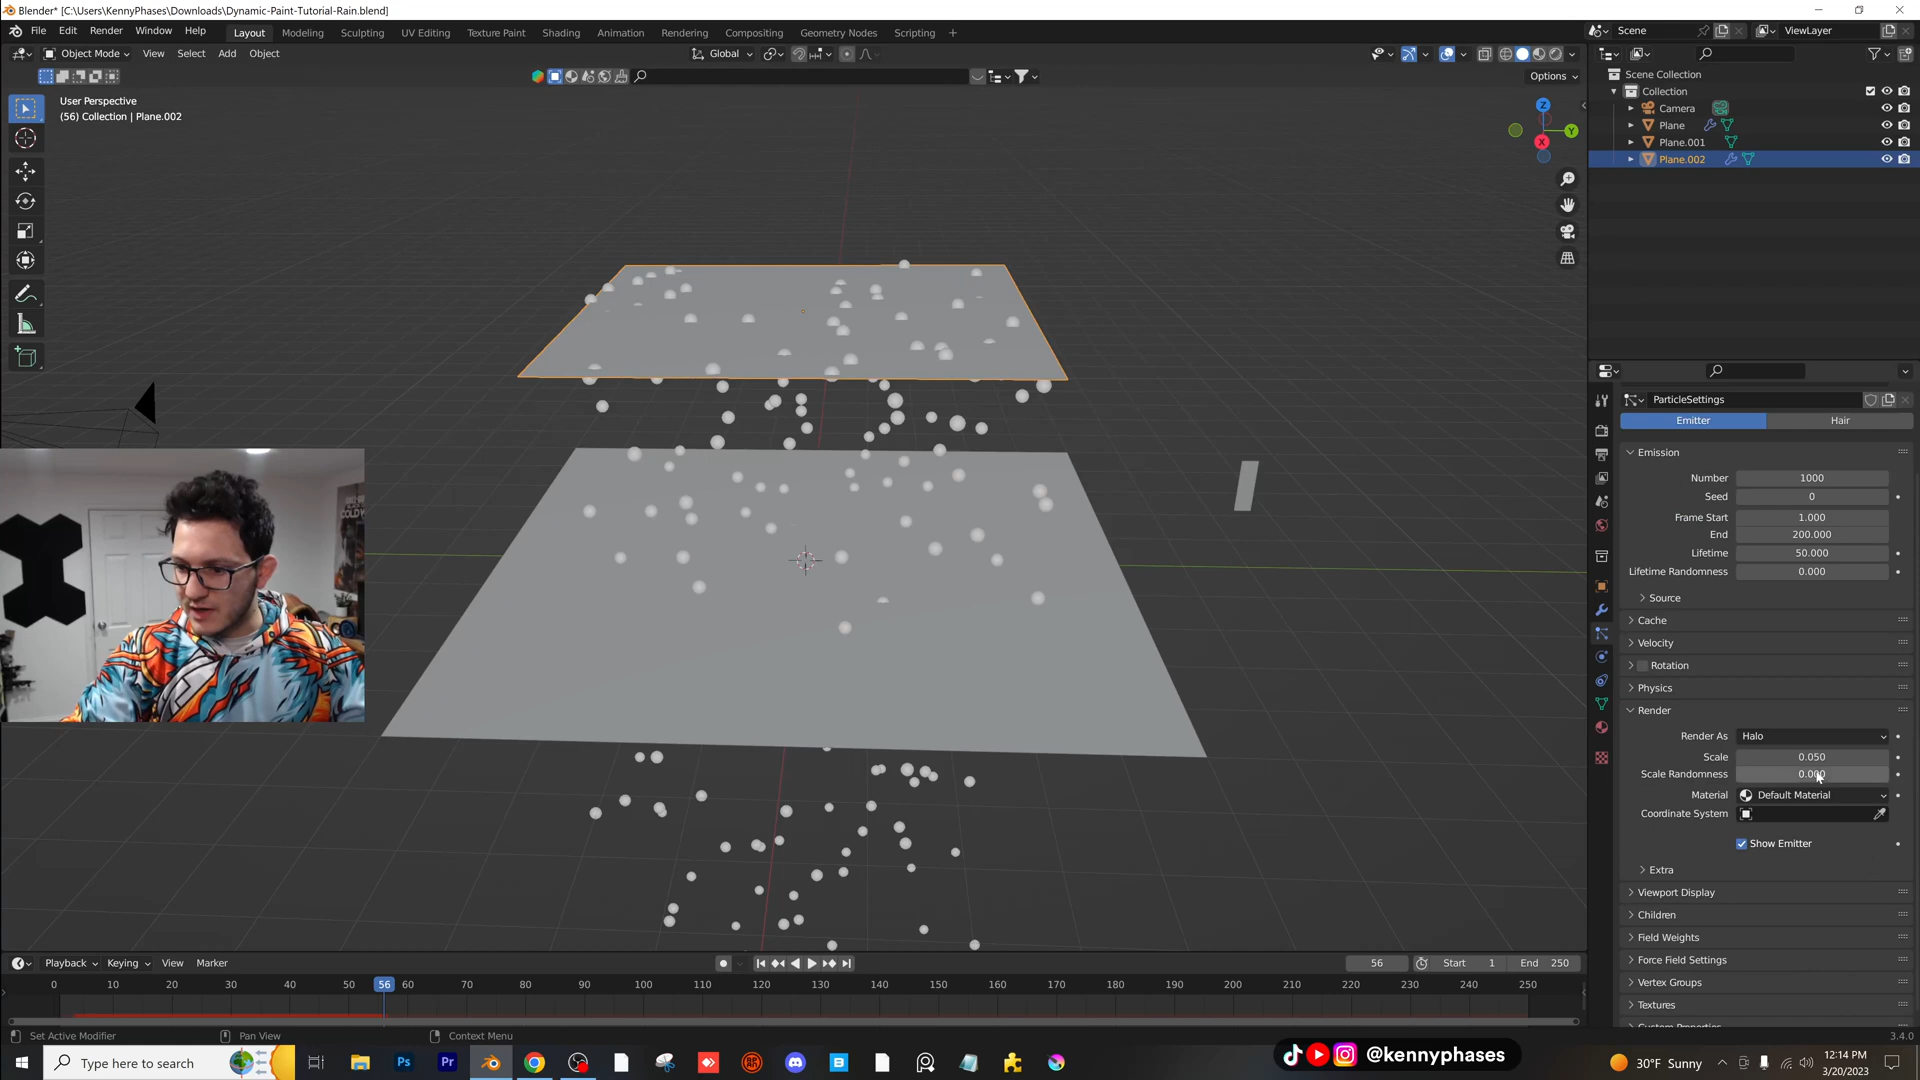 Blender* [C:\Users\KennyPhases\Downloads\Dynamic-Paint-Tutorial-Rain.blend]
File Edit Render Window Help
Layout Modeling Sculpting UV Editing Texture Paint Shading Animation Rendering Compositing Geometry Nodes Scripting +
Scene ViewLayer
Object Mode View Select Add Object
Global
Options
User Perspective
(56) Collection | Plane.002
Z
Y
X
Scene Collection
Collection
Camera
Plane
Plane.001
Plane.002
ParticleSettings
Emitter Hair
Emission
Number 1000
Seed 0
Frame Start 1.000
End 200.000
Lifetime 50.000
Lifetime Randomness 0.000
Source
Cache
Velocity
Rotation
Physics
Render
Render As Halo
Scale 0.050
Scale Randomness 0.000
Material Default Material
Coordinate System
Show Emitter
Extra
Viewport Display
Children
Field Weights
Force Field Settings
Vertex Groups
Textures
Custom Properties
Playback Keying View Marker
56 Start 1 End 250
0 10 20 30 40 50 56 60 70 80 90 100 110 120 130 140 150 160 170 180 190 200 210 220 230 240 250
Set Active Modifier Pan View Context Menu
3.4.0
Type here to search
Ps
Pr
@kennyphases
30°F Sunny
12:14 PM
3/20/2023